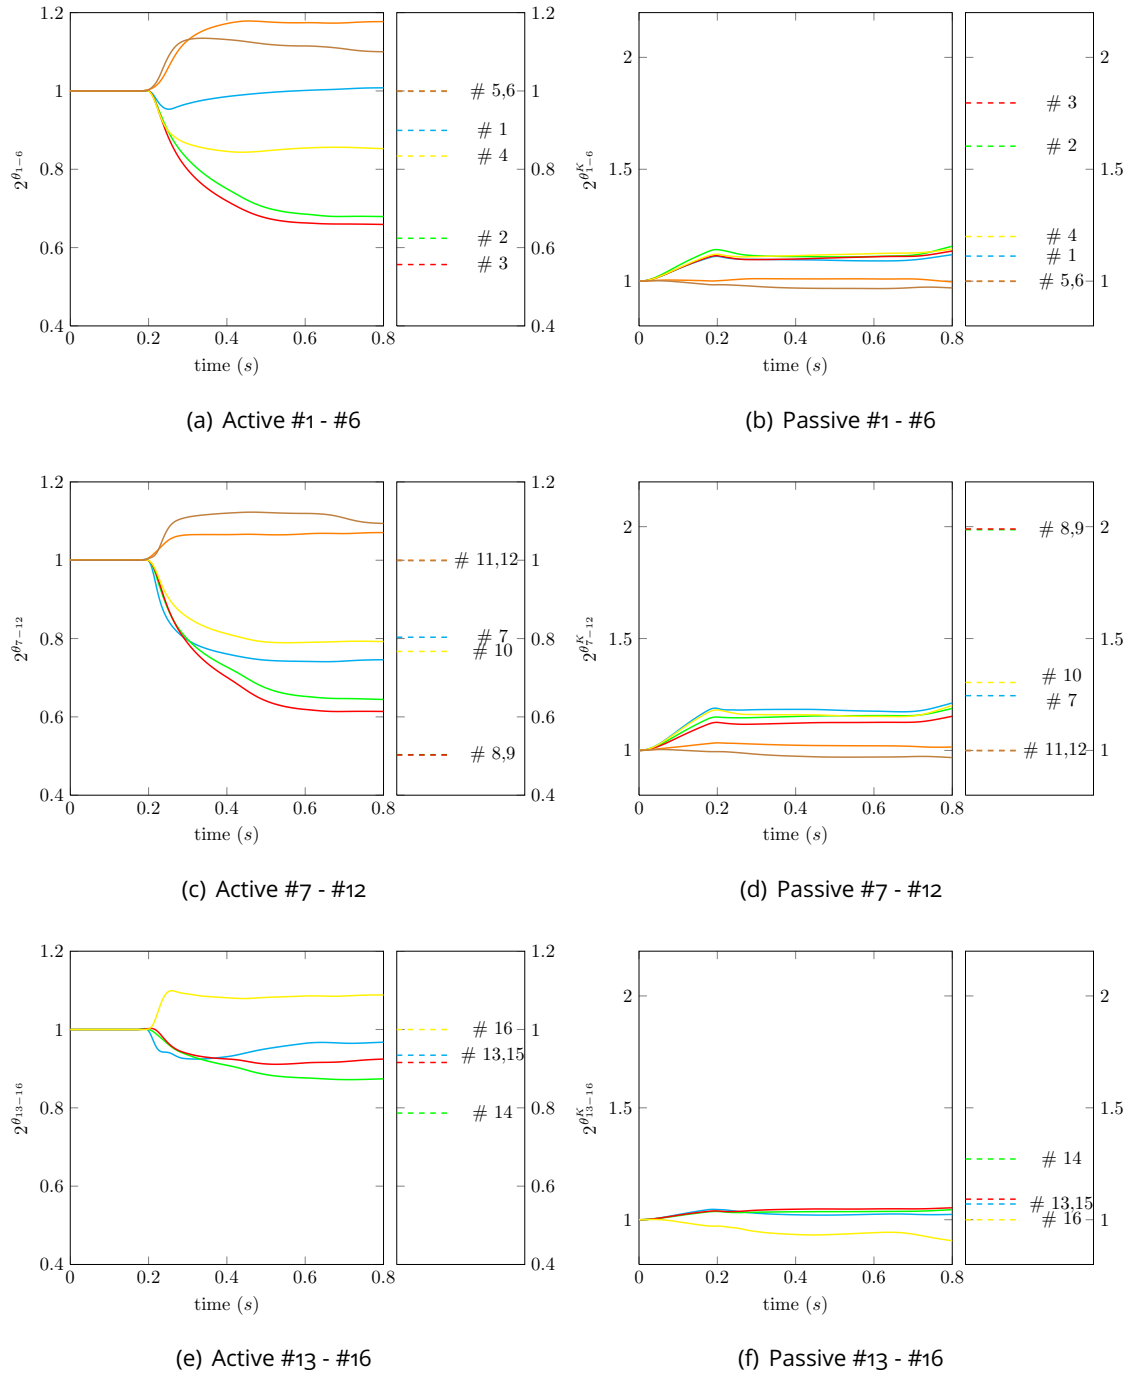 1.2 1.2
2
2
1 # 5,6 1
# 3
# 1
# 2
# 4
0.8 0.8
1.5 1.5
2^{θ_{1−6}}
2^{θ^K_{1−6}}
# 2
# 4
0.6 0.6
# 3
# 1
1 # 5,6 1
0.4 0.4
0 0.2 0.4 0.6 0.8
0 0.2 0.4 0.6 0.8
time (s)
time (s)
(a) Active #1 - #6
(b) Passive #1 - #6
1.2 1.2
2 # 8,9 2
1 # 11,12 1
0.8 # 7 0.8
# 10
1.5 1.5
2^{θ_{7−12}}
2^{θ^K_{7−12}}
# 10
# 7
0.6 0.6
# 8,9
1 # 11,12 1
0.4 0.4
0 0.2 0.4 0.6 0.8
0 0.2 0.4 0.6 0.8
time (s)
time (s)
(c) Active #7 - #12
(d) Passive #7 - #12
1.2 1.2
2 2
1 # 16 1
# 13,15
0.8 # 14 0.8
1.5 1.5
2^{θ_{13−16}}
2^{θ^K_{13−16}}
# 14
0.6 0.6
# 13,15
1 # 16 1
0.4 0.4
0 0.2 0.4 0.6 0.8
0 0.2 0.4 0.6 0.8
time (s)
time (s)
(e) Active #13 - #16
(f) Passive #13 - #16